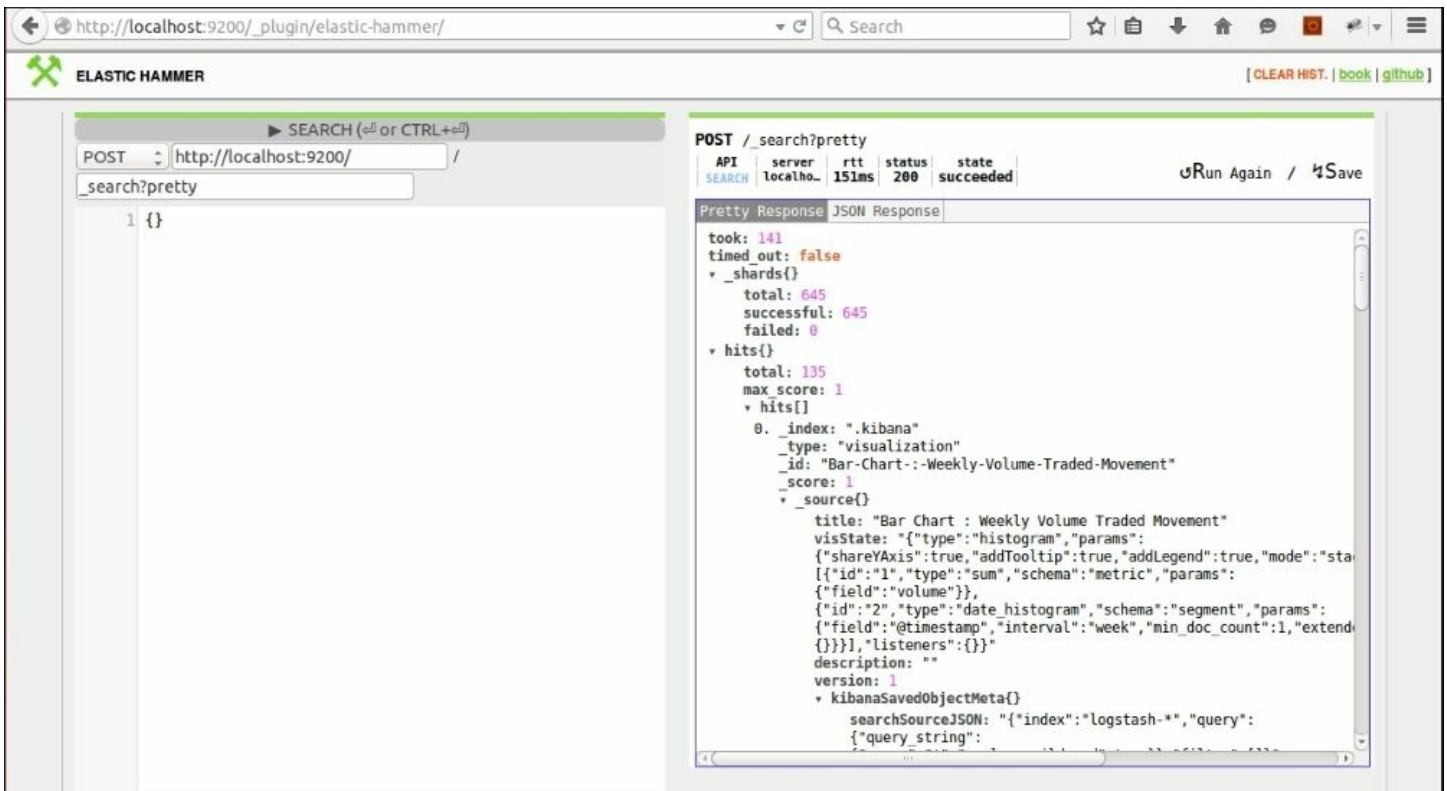 http://localhost:9200/_plugin/elastic-hammer/
Search
ELASTIC HAMMER
[ CLEAR HIST. | book | github ]
▶ SEARCH (⏎ or CTRL+⏎)
POST http://localhost:9200/ /
_search?pretty
1 {}
POST /_search?pretty
API server rtt status state
SEARCH localho… 151ms 200 succeeded
↺Run Again / ↯Save
Pretty Response JSON Response
took: 141
timed_out: false
▾ _shards{}
total: 645
successful: 645
failed: 0
▾ hits{}
total: 135
max_score: 1
▾ hits[]
0. _index: ".kibana"
_type: "visualization"
_id: "Bar-Chart-:-Weekly-Volume-Traded-Movement"
_score: 1
▾ _source{}
title: "Bar Chart : Weekly Volume Traded Movement"
visState: "{"type":"histogram","params":
{"shareYAxis":true,"addTooltip":true,"addLegend":true,"mode":"sta
[{"id":"1","type":"sum","schema":"metric","params":
{"field":"volume"}},
{"id":"2","type":"date_histogram","schema":"segment","params":
{"field":"@timestamp","interval":"week","min_doc_count":1,"extend
{}}}],"listeners":{}}"
description: ""
version: 1
▾ kibanaSavedObjectMeta{}
searchSourceJSON: "{"index":"logstash-*","query":
{"query_string":